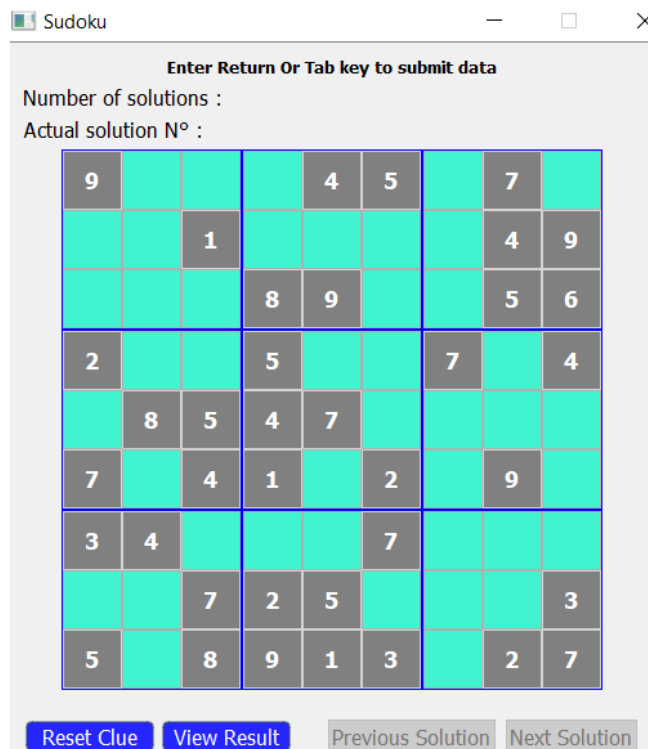 Sudoku
Enter Return Or Tab key to submit data
Number of solutions :
Actual solution N° :
9 4 5 7
1 4 9
8 9 5 6
2 5 7 4
8 5 4 7
7 4 1 2 9
3 4 7
7 2 5 3
5 8 9 1 3 2 7
Reset Clue View Result Previous Solution Next Solution